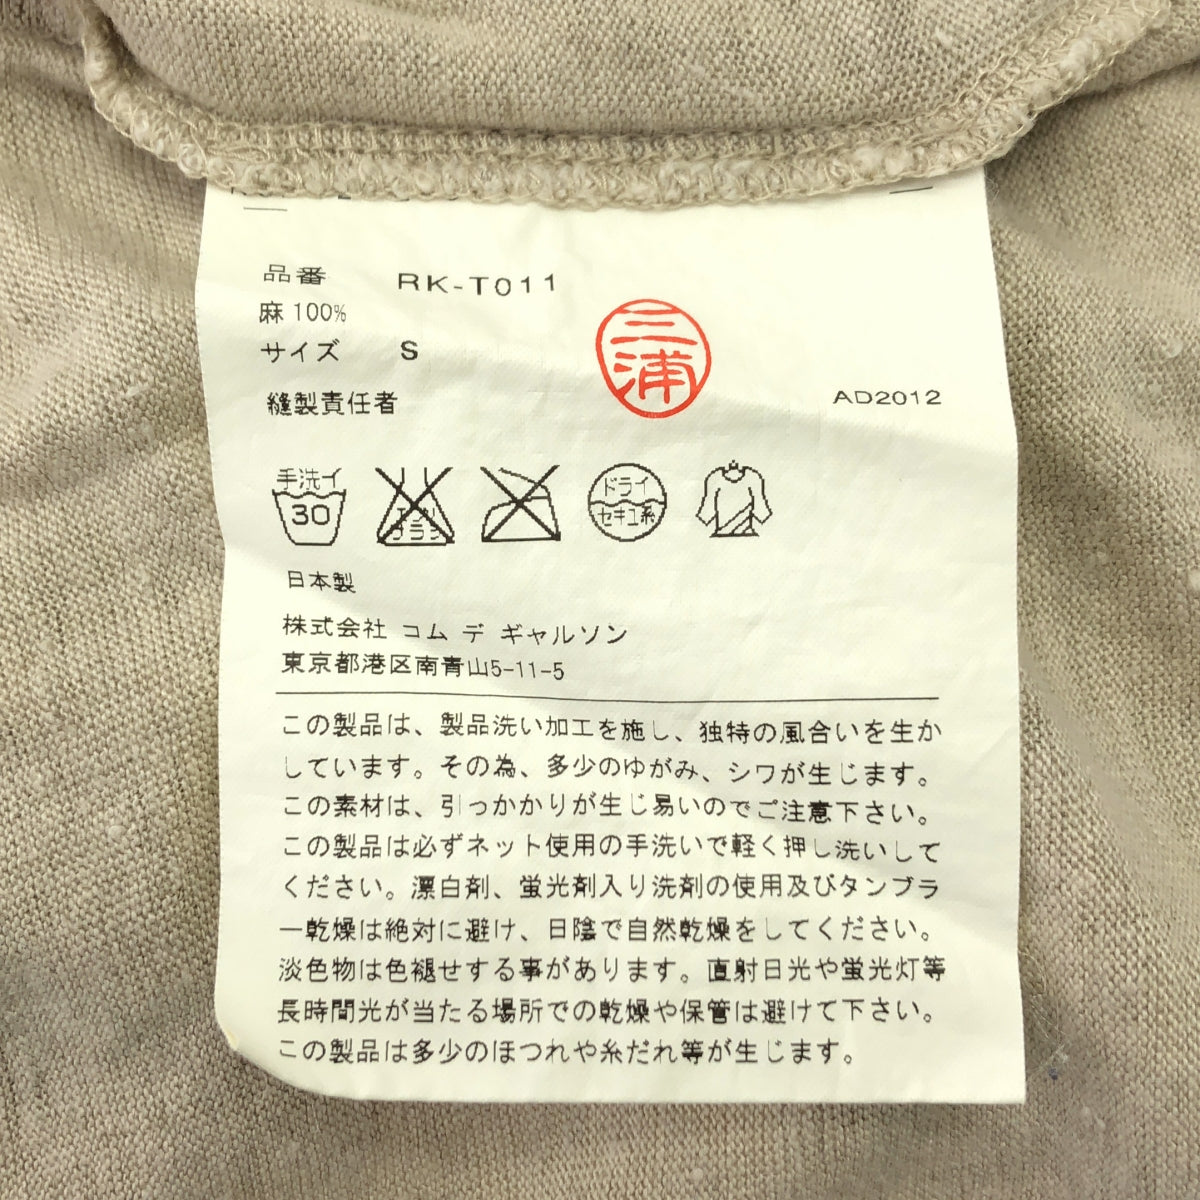 品番 RK-T011
麻 100%
サイズ S
三浦
縫製責任者
AD2012
手洗イ
30
エンソ
ブラシ
ドライ
セキユ系
日本製
株式会社 コム デ ギャルソン
東京都港区南青山5-11-5
この製品は、製品洗い加工を施し、独特の風合いを生か
しています。その為、多少のゆがみ、シワが生じます。
この素材は、引っかかりが生じ易いのでご注意下さい。
この製品は必ずネット使用の手洗いで軽く押し洗いして
ください。漂白剤、蛍光剤入り洗剤の使用及びタンブラ
ー乾燥は絶対に避け、日陰で自然乾燥をしてください。
淡色物は色褪せする事があります。直射日光や蛍光灯等
長時間光が当たる場所での乾燥や保管は避けて下さい。
この製品は多少のほつれや糸だれ等が生じます。